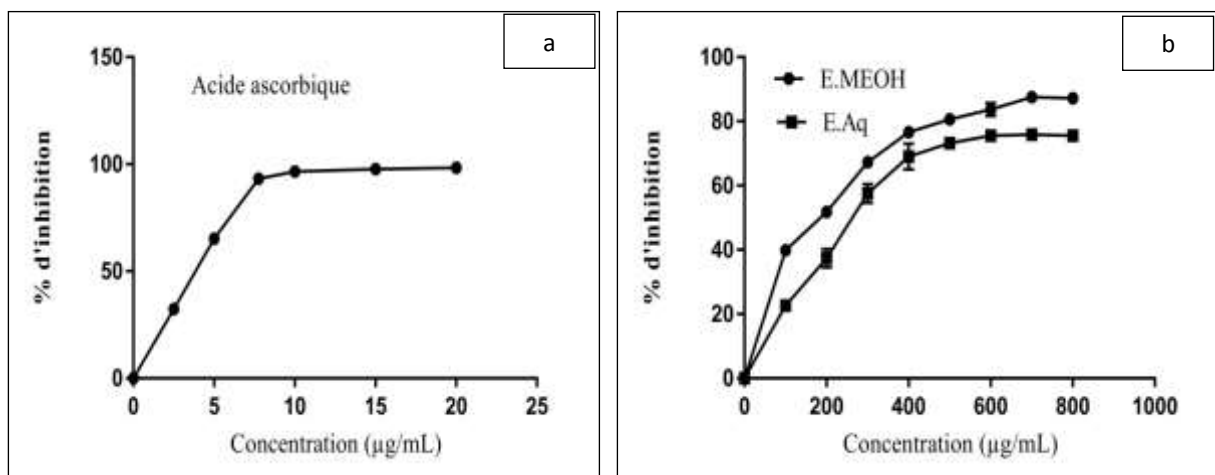 a
150
100
50
0
Acide ascorbique
% d'inhibition
0 5 10 15 20 25
Concentration (µg/mL)
b
100
80
60
40
20
0
E.MEOH
E.Aq
% d'inhibition
0 200 400 600 800 1000
Concentration (µg/mL)